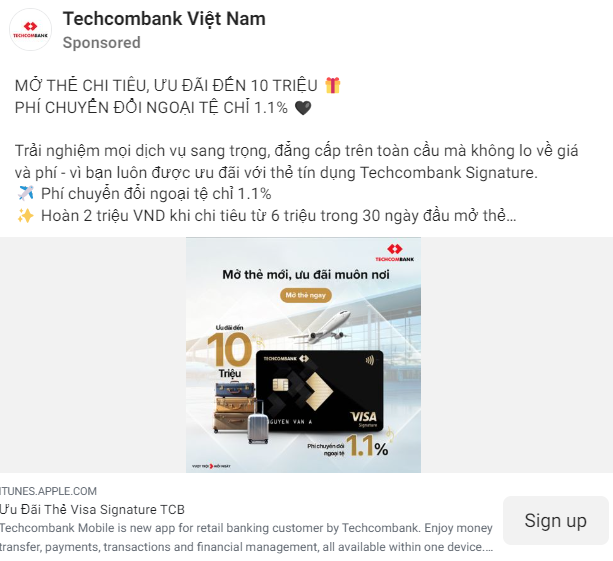 Techcombank Việt Nam
Sponsored
MỞ THẺ CHI TIÊU, ƯU ĐÃI ĐẾN 10 TRIỆU 🎁
PHÍ CHUYỂN ĐỔI NGOẠI TỆ CHỈ 1.1% 🖤
Trải nghiệm mọi dịch vụ sang trọng, đẳng cấp trên toàn cầu mà không lo về giá
và phí - vì bạn luôn được ưu đãi với thẻ tín dụng Techcombank Signature.
✈️ Phí chuyển đổi ngoại tệ chỉ 1.1%
✨ Hoàn 2 triệu VND khi chi tiêu từ 6 triệu trong 30 ngày đầu mở thẻ...
TECHCOMBANK
TECHCOMBANK
Mở thẻ mới, ưu đãi muôn nơi
Mở thẻ ngay
Ưu đãi đến
10
Triệu
TECHCOMBANK
NGUYEN VAN A
VISA
Signature
Phí chuyển đổi
ngoại tệ
1.1%
VƯỢT TRỘI HƠN MỖI NGÀY
ITUNES.APPLE.COM
Ưu Đãi Thẻ Visa Signature TCB
Techcombank Mobile is new app for retail banking customer by Techcombank. Enjoy money
transfer, payments, transactions and financial management, all available within one device....
Sign up